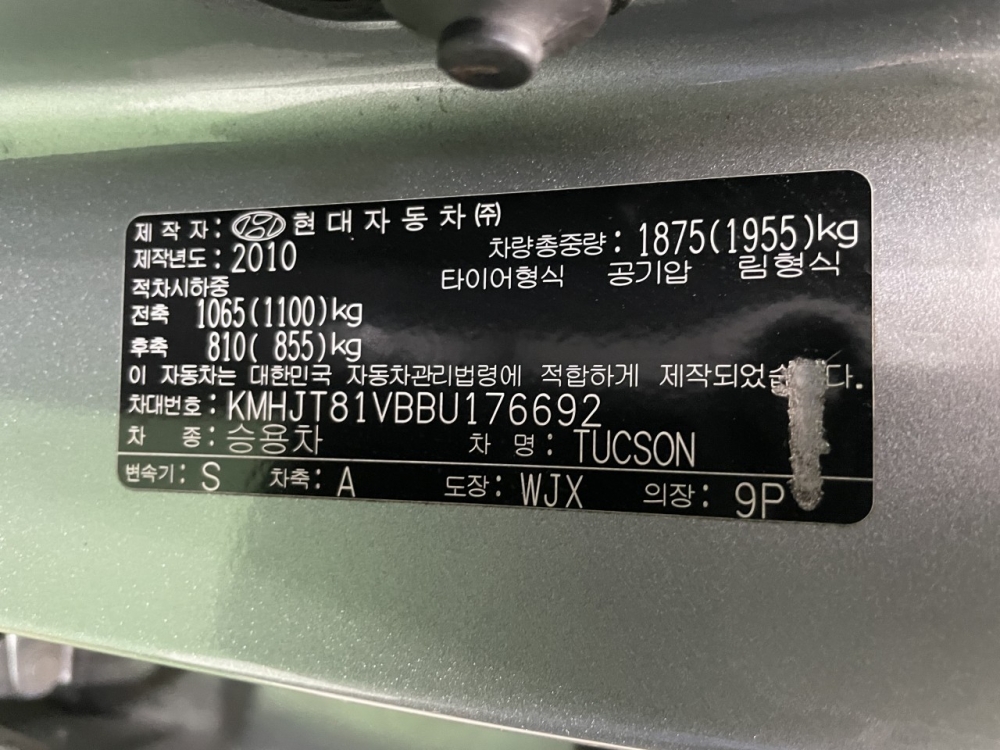 제작자: 현대자동차㈜
제작년도: 2010 차량총중량: 1875(1955)kg
적차시하중 타이어형식 공기압 림형식
전축 1065(1100)kg
후축 810( 855)kg
이 자동차는 대한민국 자동차관리법령에 적합하게 제작되었습 다.
차대번호: KMHJT81VBBU176692
차 종: 승용차 차 명: TUCSON
변속기: S 차축: A 도장: WJX 의장: 9P